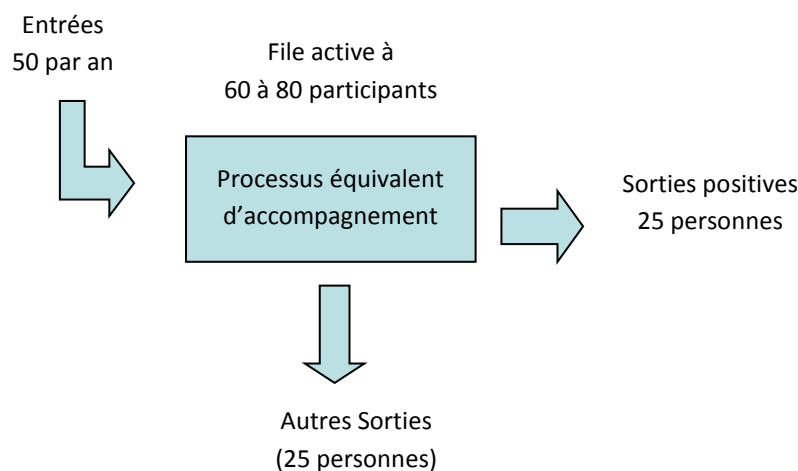 Entrées
50 par an
File active à
60 à 80 participants
Processus équivalent
d’accompagnement
Sorties positives
25 personnes
Autres Sorties
(25 personnes)